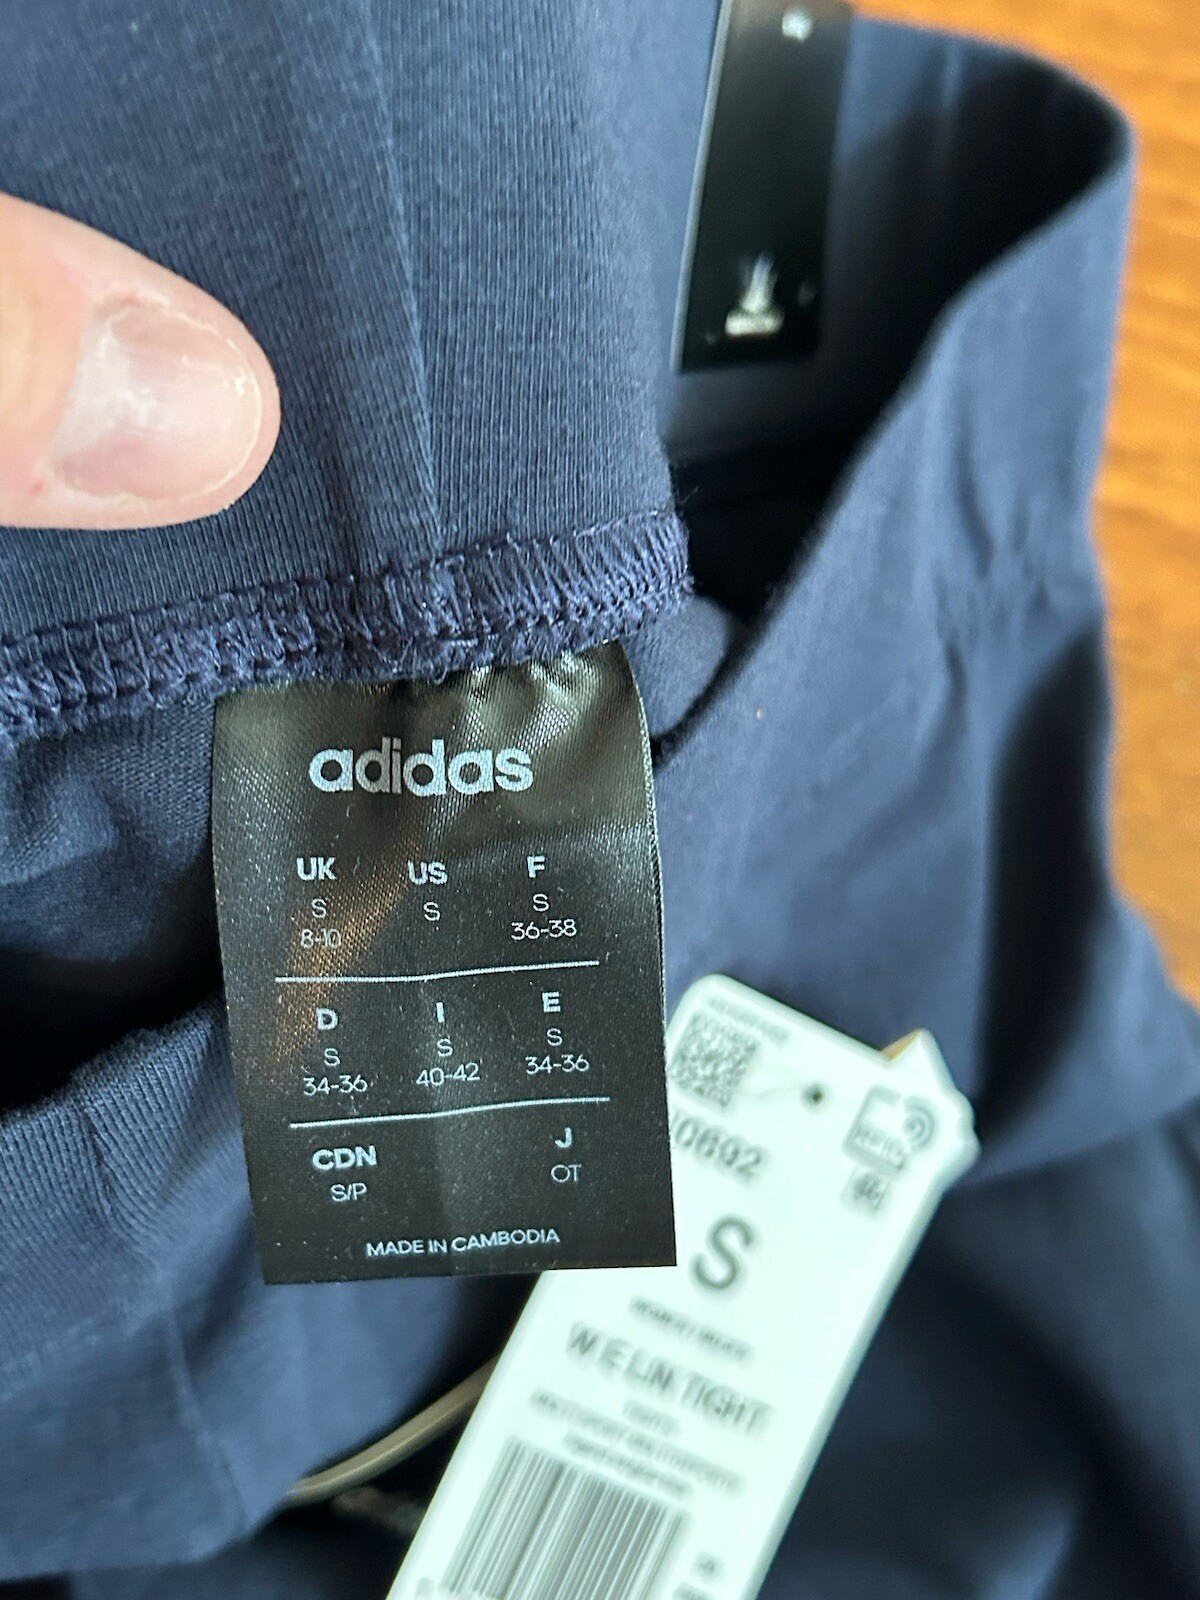 adidas
UK US F
S S S
8-10 36-38
D I E
S S S
34-36 40-42 34-36
CDN J
S/P OT
MADE IN CAMBODIA
0692
S
W E LIN TIGHT